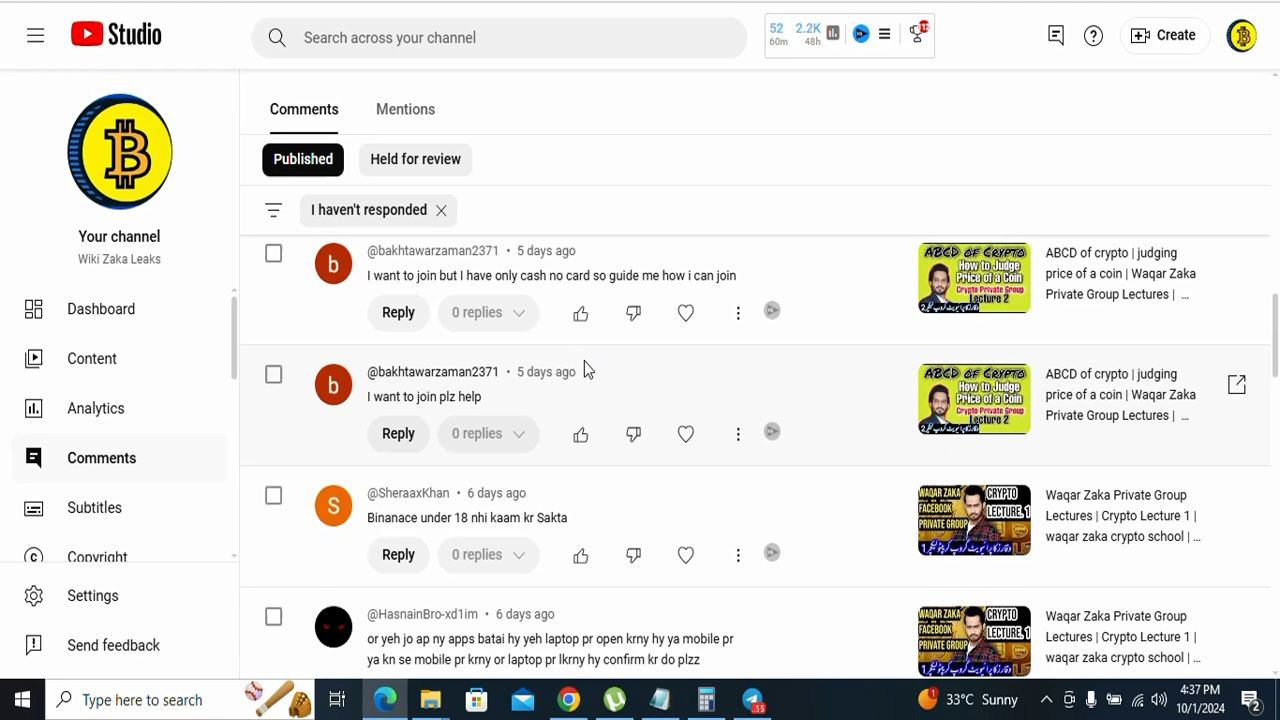 Studio
Search across your channel
52
60m
2.2K
48h
Create
Your channel
Wiki Zaka Leaks
Dashboard
Content
Analytics
Comments
Subtitles
Copyright
Settings
Send feedback
Comments
Mentions
Published
Held for review
I haven't responded
@bakhtawarzaman2371 • 5 days ago
I want to join but I have only cash no card so guide me how i can join
Reply
0 replies
ABCD OF CRYPTO
How to Judge
Price of a Coin
Crypto Private Group
Lecture 2
ABCD of crypto | judging
price of a coin | Waqar Zaka
Private Group Lectures | ...
@bakhtawarzaman2371 • 5 days ago
I want to join plz help
Reply
0 replies
ABCD OF CRYPTO
How to Judge
Price of a Coin
Crypto Private Group
Lecture 2
ABCD of crypto | judging
price of a coin | Waqar Zaka
Private Group Lectures | ...
@SheraaxKhan • 6 days ago
Binanace under 18 nhi kaam kr Sakta
Reply
0 replies
WAQAR ZAKA
FACEBOOK
PRIVATE GROUP
CRYPTO
LECTURE. 1
Waqar Zaka Private Group
Lectures | Crypto Lecture 1 |
waqar zaka crypto school | ...
@HasnainBro-xd1im • 6 days ago
or yeh jo ap ny apps batai hy yeh laptop pr open krny hy ya mobile pr
ya kn se mobile pr krny or laptop pr lkrny hy confirm kr do plzz
WAQAR ZAKA
FACEBOOK
PRIVATE GROUP
CRYPTO
LECTURE. 1
Waqar Zaka Private Group
Lectures | Crypto Lecture 1 |
waqar zaka crypto school | ...
Type here to search
33°C Sunny
4:37 PM
10/1/2024